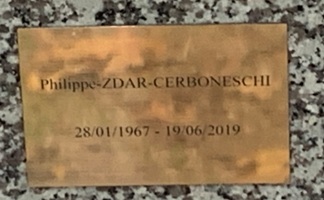 Philippe-ZDAR-CERBONESCHI
28/01/1967 - 19/06/2019